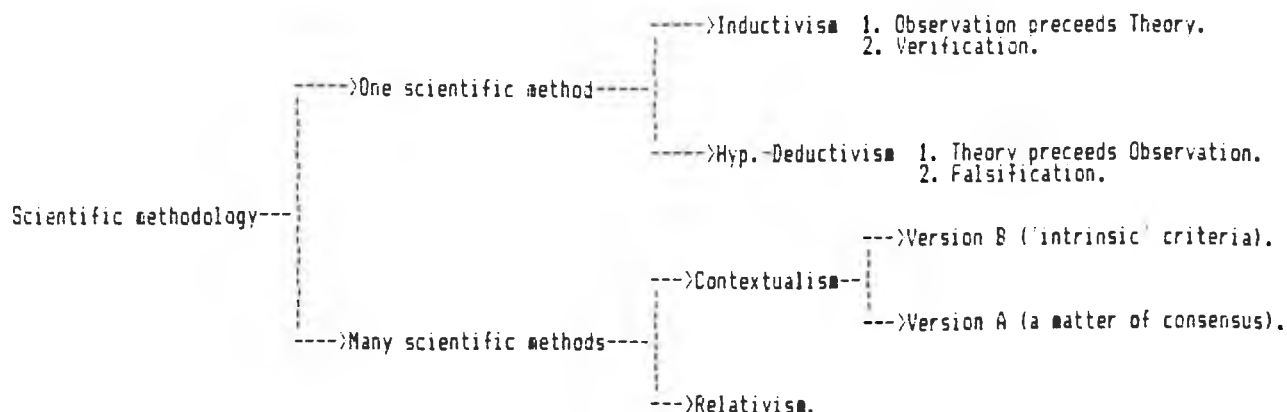 ---->Inductivism 1. Observation preceeds Theory.
2. Verification.
---->One scientific method-----
---->Hyp.-Deductivism 1. Theory preceeds Observation.
2. Falsification.
Scientific methodology---
--->Version B ('intrinsic' criteria).
--->Contextualism--
--->Version A (a matter of consensus).
---->Many scientific methods----
--->Relativism.